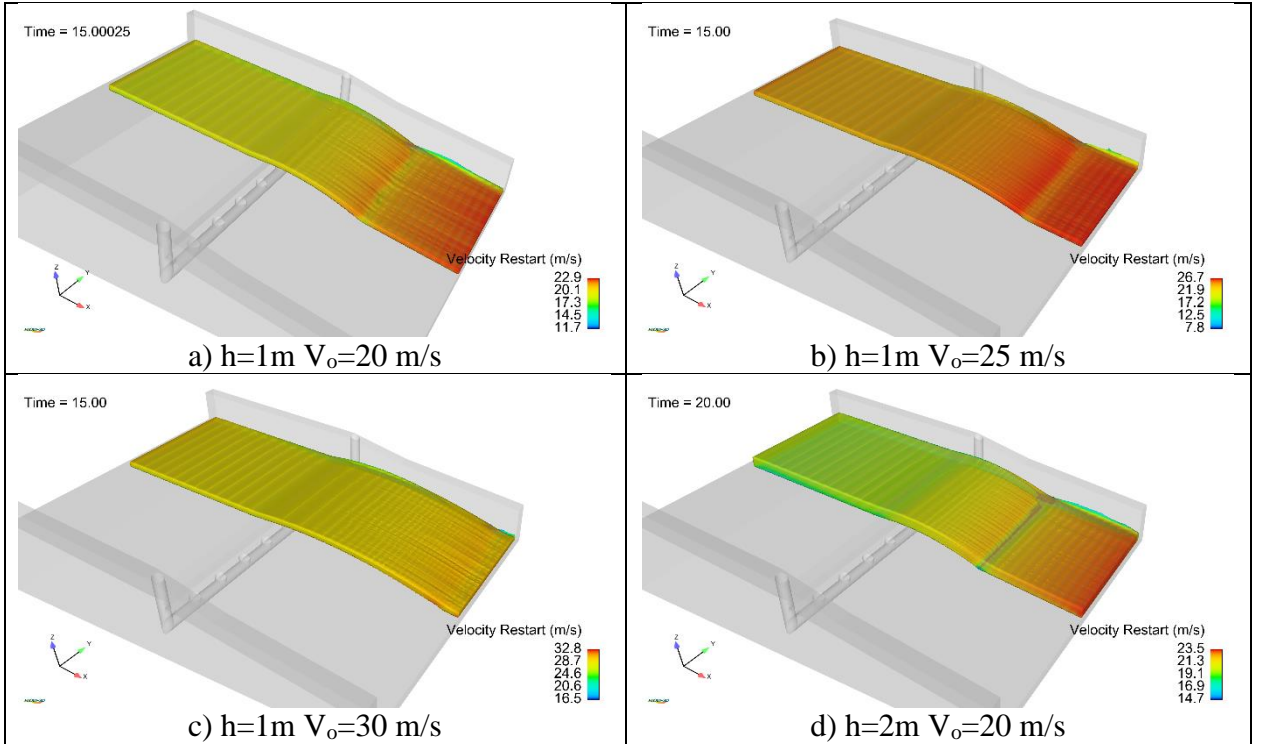 Time = 15.00025
Z
Y
X
Velocity Restart (m/s)
22.9
20.1
17.3
14.5
11.7
a) h=1m Vₒ=20 m/s
Time = 15.00
Z
Y
X
Velocity Restart (m/s)
26.7
21.9
17.2
12.5
7.8
b) h=1m Vₒ=25 m/s
Time = 15.00
Z
Y
X
Velocity Restart (m/s)
32.8
28.7
24.6
20.6
16.5
c) h=1m Vₒ=30 m/s
Time = 20.00
Z
Y
X
Velocity Restart (m/s)
23.5
21.3
19.1
16.9
14.7
d) h=2m Vₒ=20 m/s